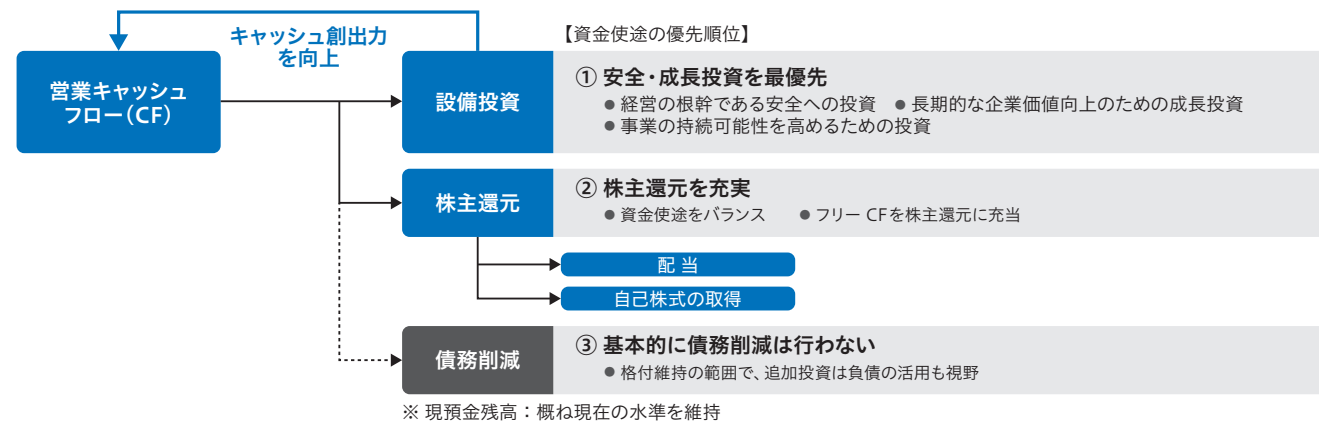 キャッシュ創出力
を向上
【資金使途の優先順位】
営業キャッシュ
フロー（CF）
設備投資
① 安全・成長投資を最優先
● 経営の根幹である安全への投資 ● 長期的な企業価値向上のための成長投資
● 事業の持続可能性を高めるための投資
株主還元
② 株主還元を充実
● 資金使途をバランス ● フリー CFを株主還元に充当
配 当
自己株式の取得
債務削減
③ 基本的に債務削減は行わない
● 格付維持の範囲で、追加投資は負債の活用も視野
※ 現預金残高：概ね現在の水準を維持